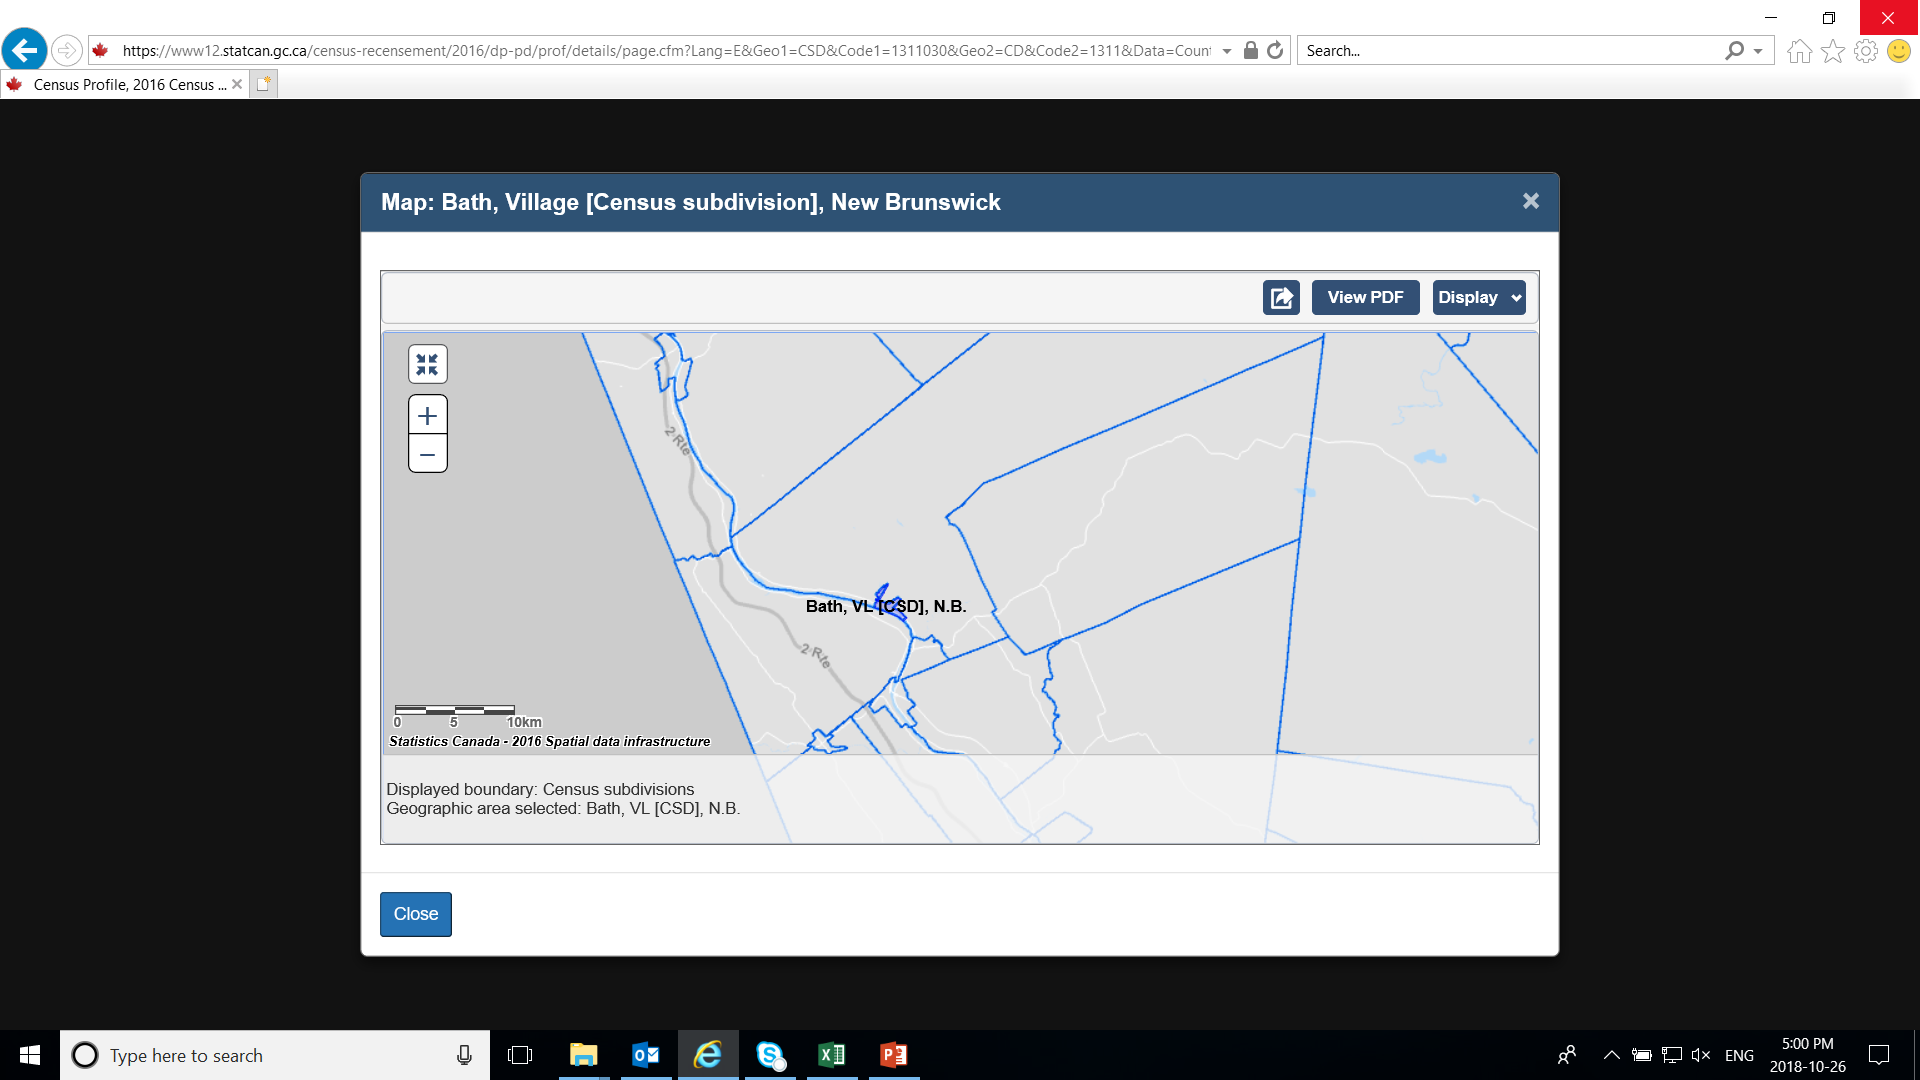 https://www12.statcan.gc.ca/census-recensement/2016/dp-pd/prof/details/page.cfm?Lang=E&Geo1=CSD&Code1=1311030&Geo2=CD&Code2=1311&Data=Count
Search...
Census Profile, 2016 Census ...
Map: Bath, Village [Census subdivision], New Brunswick
View PDF
Display
2 Rte
Bath, VL [CSD], N.B.
2 Rte
0 5 10km
Statistics Canada - 2016 Spatial data infrastructure
Displayed boundary: Census subdivisions
Geographic area selected: Bath, VL [CSD], N.B.
Close
Type here to search
ENG
5:00 PM
2018-10-26